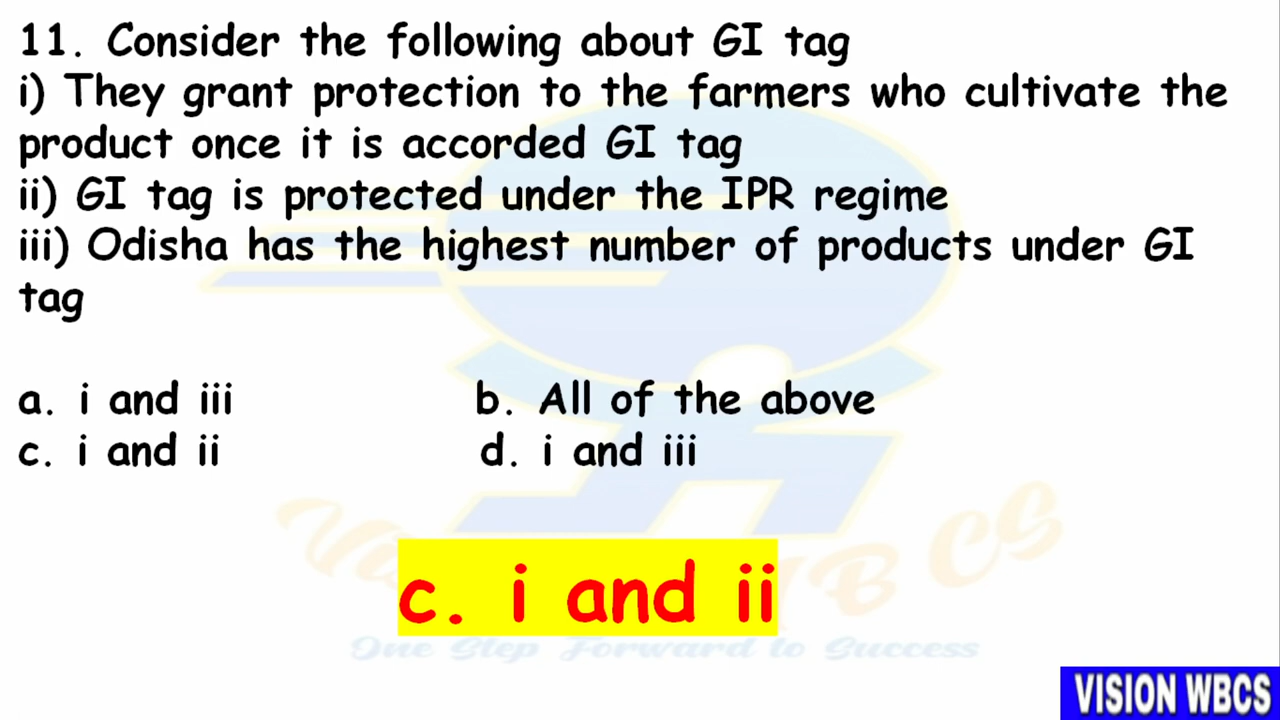 11. Consider the following about GI tag
i) They grant protection to the farmers who cultivate the
product once it is accorded GI tag
ii) GI tag is protected under the IPR regime
iii) Odisha has the highest number of products under GI
tag
a. i and iii b. All of the above
c. i and ii d. i and iii
c. i and ii
One Step Forward to Success
VISION WBCS